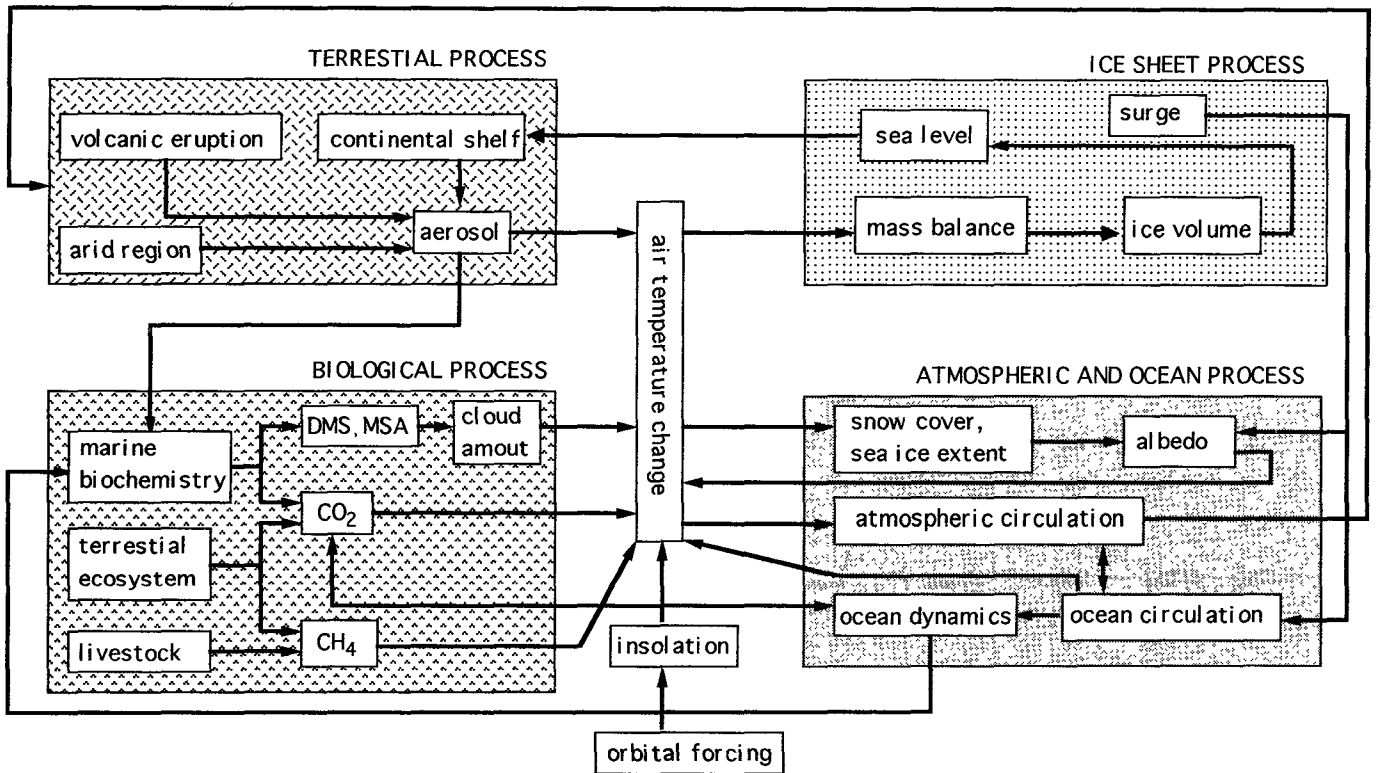 TERRESTIAL PROCESS
volcanic eruption
continental shelf
arid region
aerosol
ICE SHEET PROCESS
surge
sea level
mass balance
ice volume
air temperature change
BIOLOGICAL PROCESS
marine
biochemistry
DMS, MSA
cloud
amout
CO₂
terrestial
ecosystem
livestock
CH₄
ATMOSPHERIC AND OCEAN PROCESS
snow cover,
sea ice extent
albedo
atmospheric circulation
ocean dynamics
ocean circulation
insolation
orbital forcing